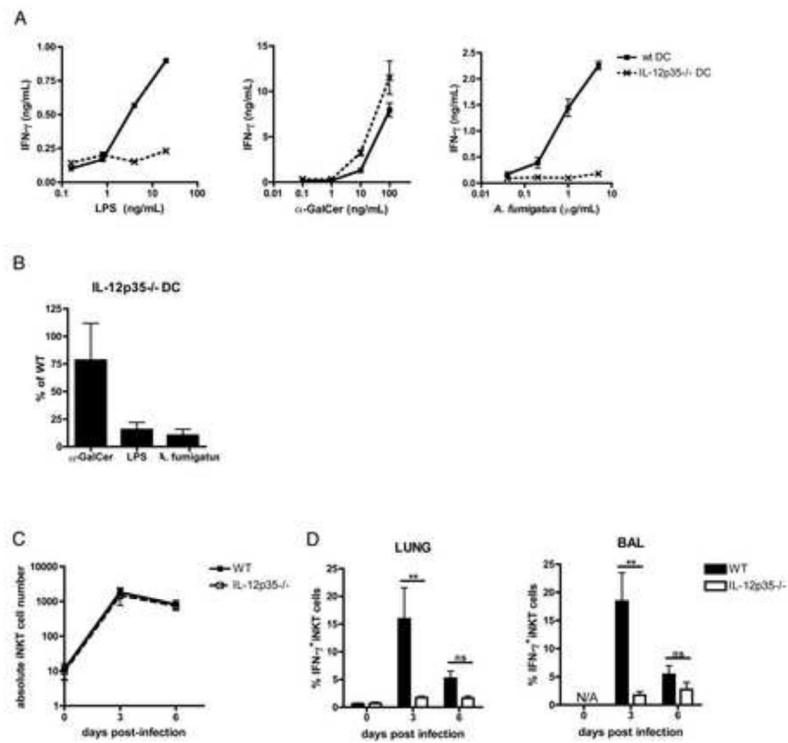 A
wt DC
IL-12p35-/- DC
IFN-γ (ng/mL)
1.00
0.75
0.50
0.25
0.00
0.1
1
10
100
LPS (ng/mL)
IFN-γ (ng/mL)
15
10
5
0
0.1
1
10
100
α-GalCer (ng/mL)
IFN-γ (ng/mL)
2.5
2.0
1.5
1.0
0.5
0.0
0.01
0.1
1
10
A. fumigatus (μg/mL)
B
IL-12p35-/- DC
% of WT
125
100
75
50
25
0
α-GalCer
LPS
A. fumigatus
C
WT
IL-12p35-/-
absolute iNKT cell number
10000
1000
100
10
1
0
3
6
days post-infection
D
LUNG
% IFN-γ+ iNKT cells
25
20
15
10
5
0
**
ns
0
3
6
days post infection
BAL
WT
IL-12p35-/-
% IFN-γ+ iNKT cells
25
20
15
10
5
0
N/A
**
ns
0
3
6
days post infection